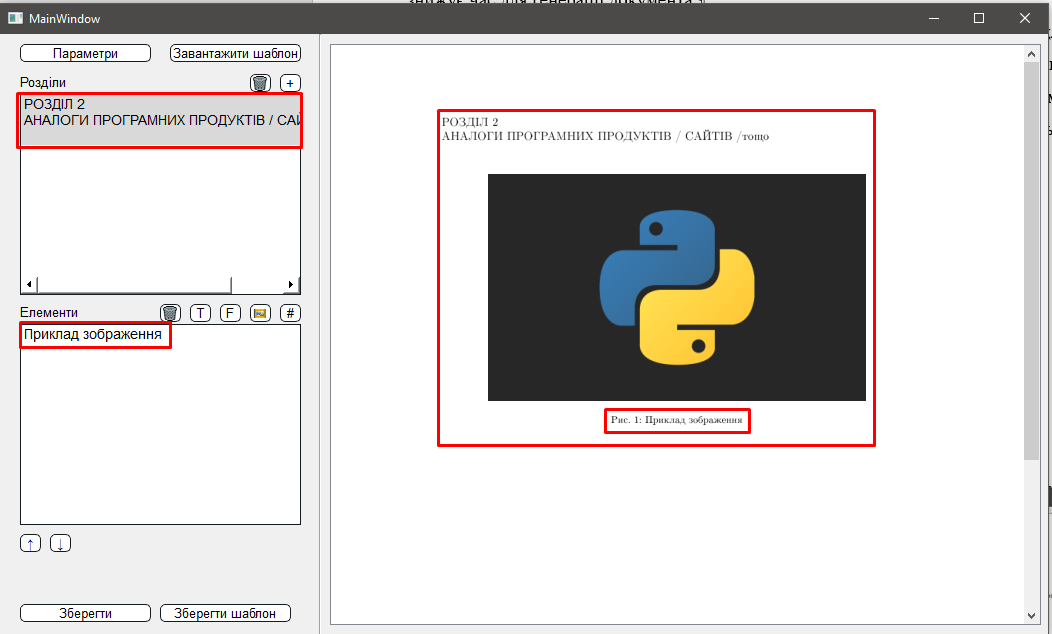 MainWindow
Параметри
Завантажити шаблон
Розділи
+
РОЗДІЛ 2
АНАЛОГИ ПРОГРАМНИХ ПРОДУКТІВ / САЙ
Елементи
T
F
#
Приклад зображення
↑
↓
Зберегти
Зберегти шаблон
РОЗДІЛ 2
АНАЛОГИ ПРОГРАМНИХ ПРОДУКТІВ / САЙТІВ /тощо
Рис. 1: Приклад зображення